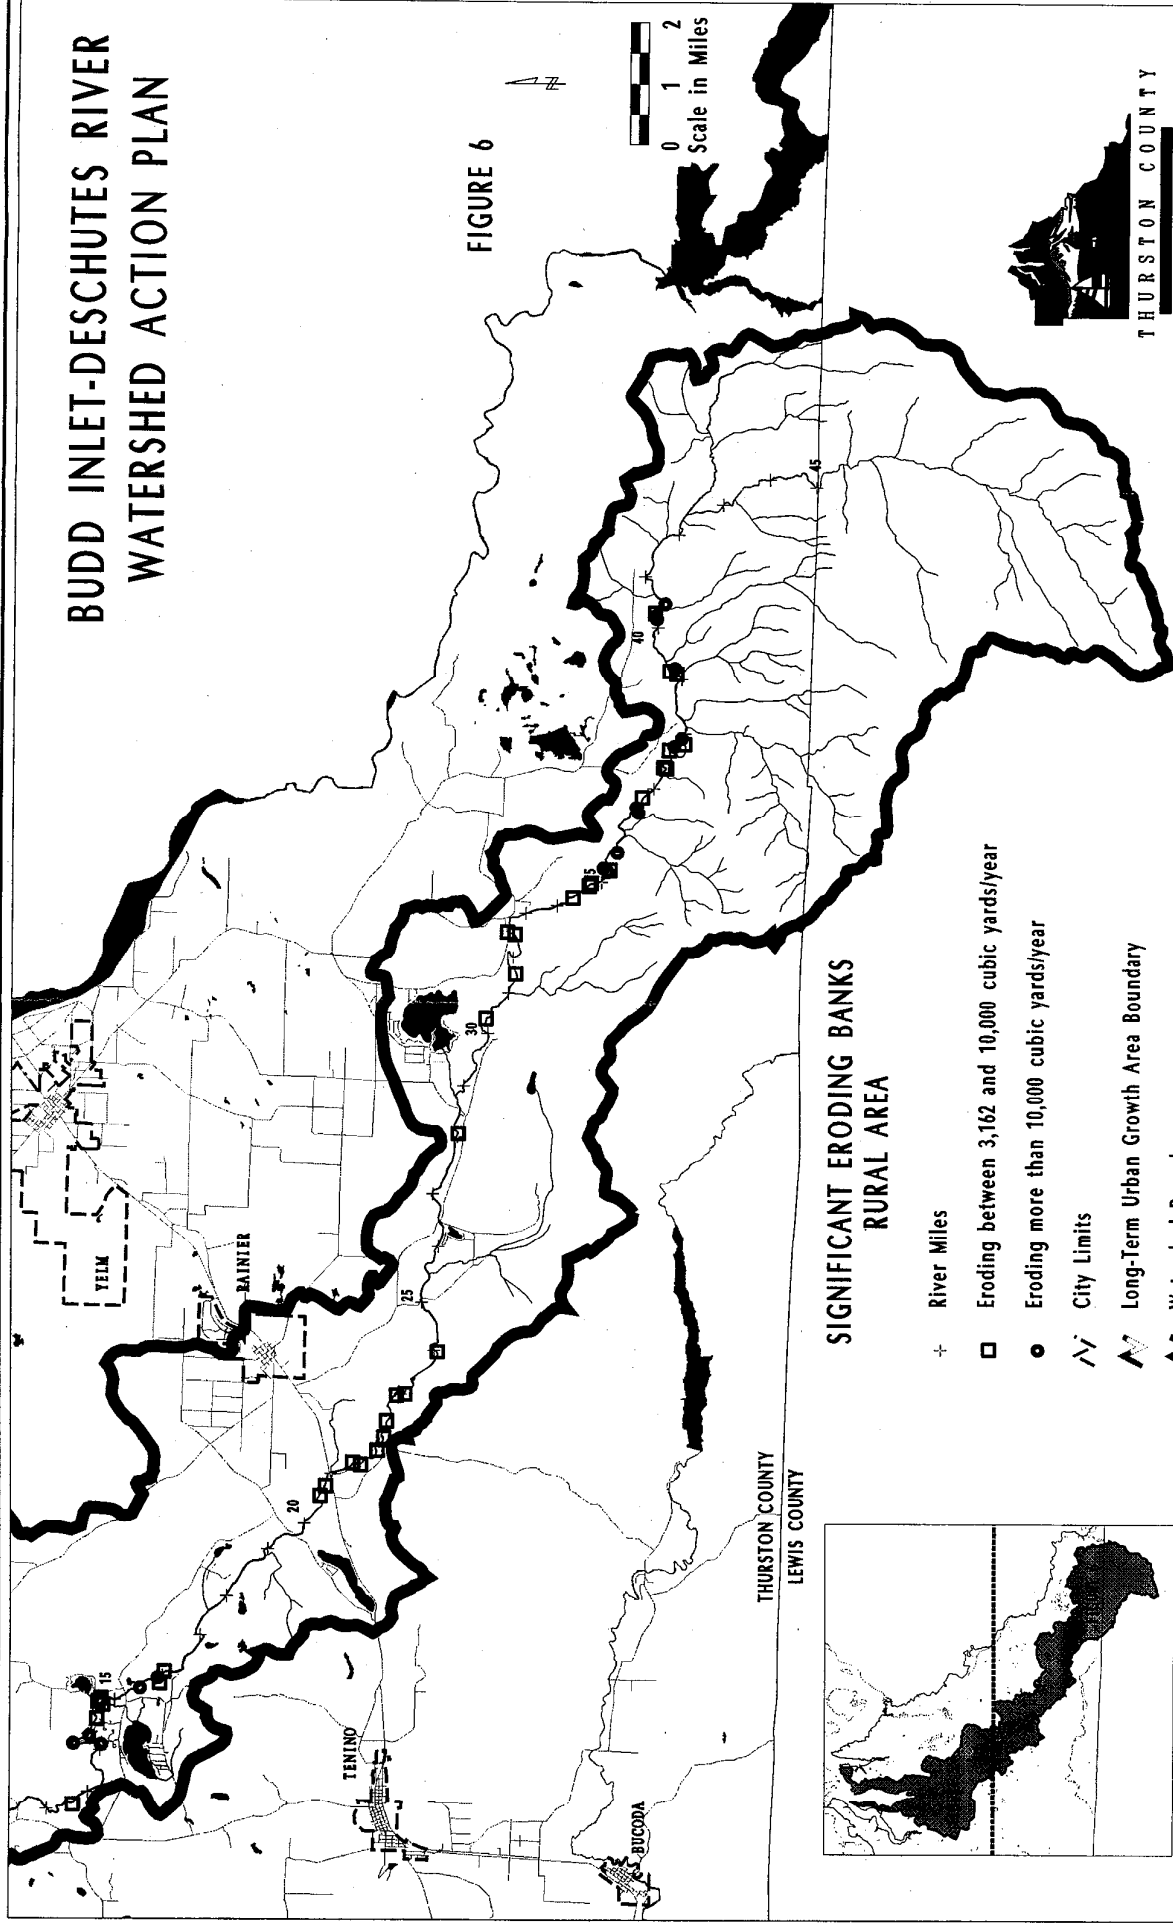 BUDD INLET-DESCHUTES RIVER
WATERSHED ACTION PLAN
FIGURE 6
0 1 2
Scale in Miles
YELM
RAINIER
TENINO
BUCODA
15
20
25
30
40
45
THURSTON COUNTY
LEWIS COUNTY
SIGNIFICANT ERODING BANKS
RURAL AREA
River Miles
Eroding between 3,162 and 10,000 cubic yards/year
Eroding more than 10,000 cubic yards/year
City Limits
Long-Term Urban Growth Area Boundary
THURSTON COUNTY